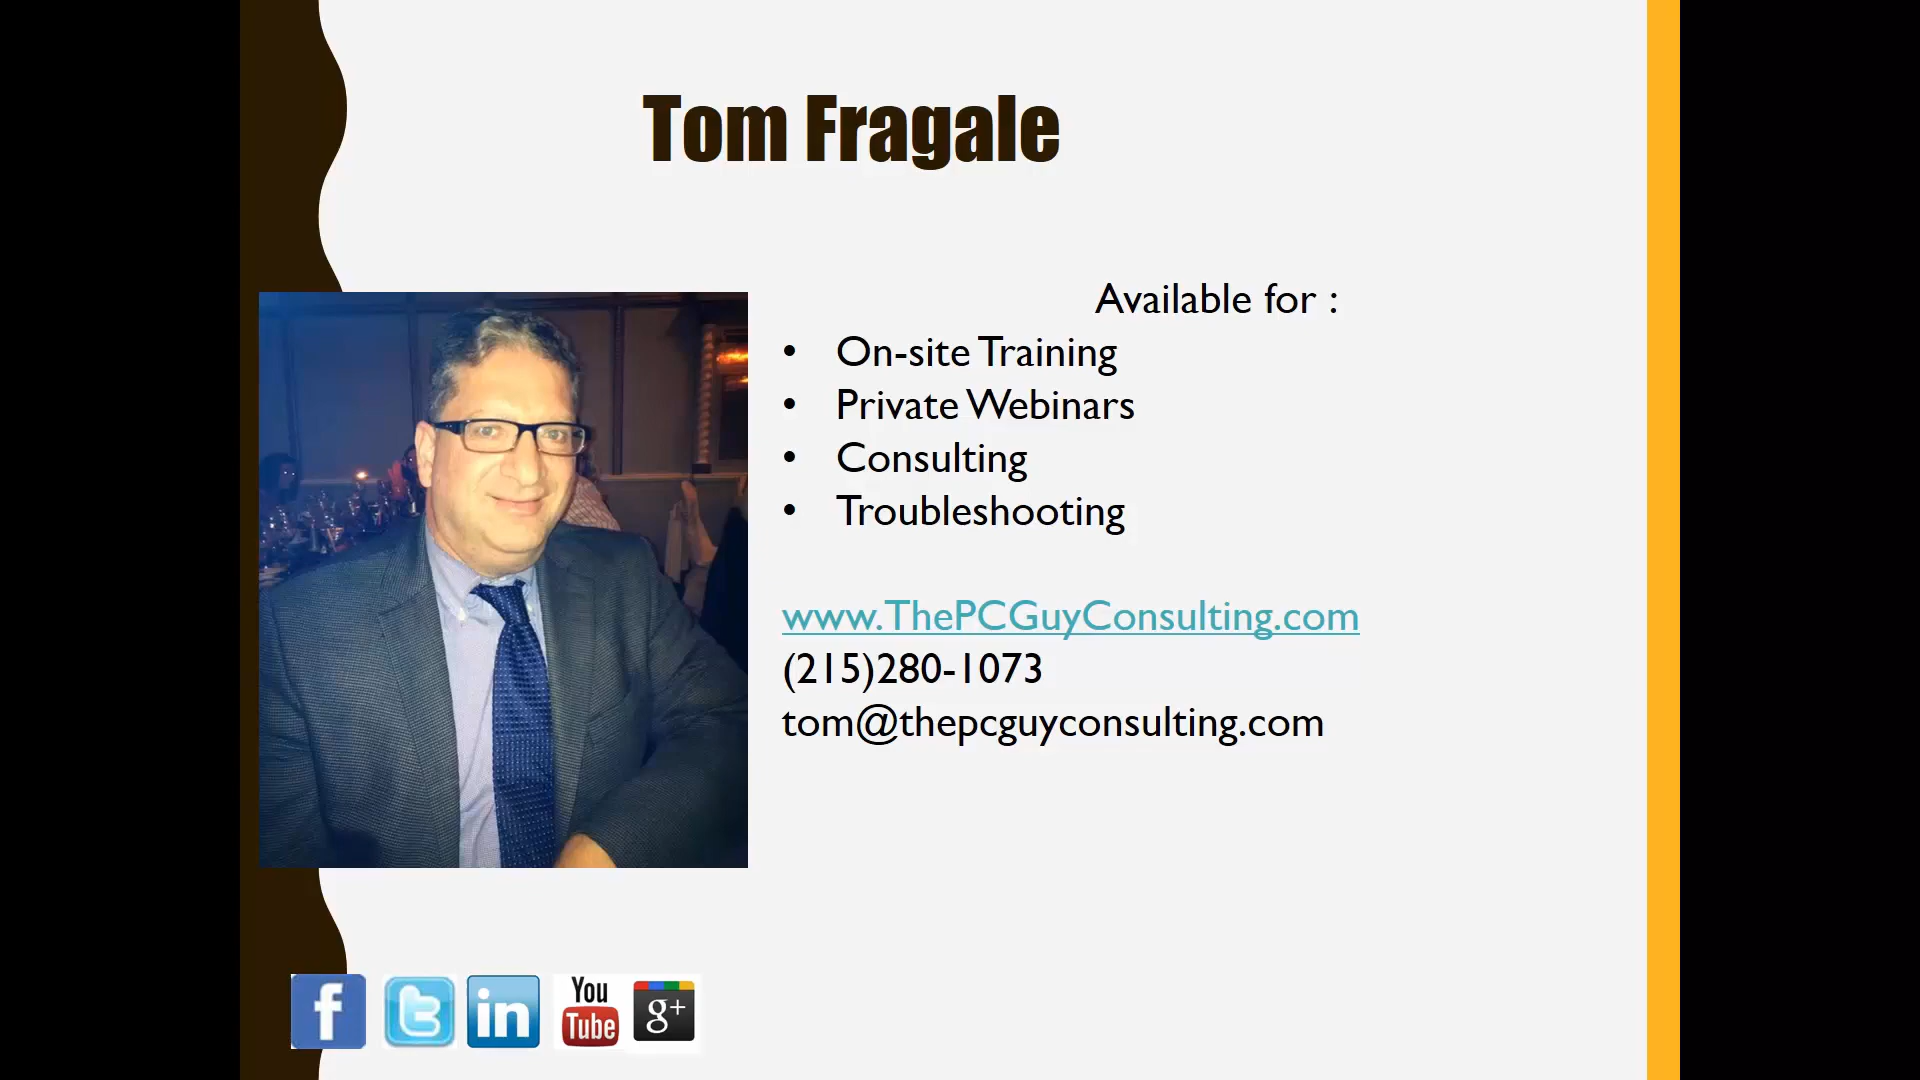 Tom Fragale
Available for :
• On-site Training
• Private Webinars
• Consulting
• Troubleshooting
www.ThePCGuyConsulting.com
(215)280-1073
tom@thepcguyconsulting.com
f t in You Tube g+